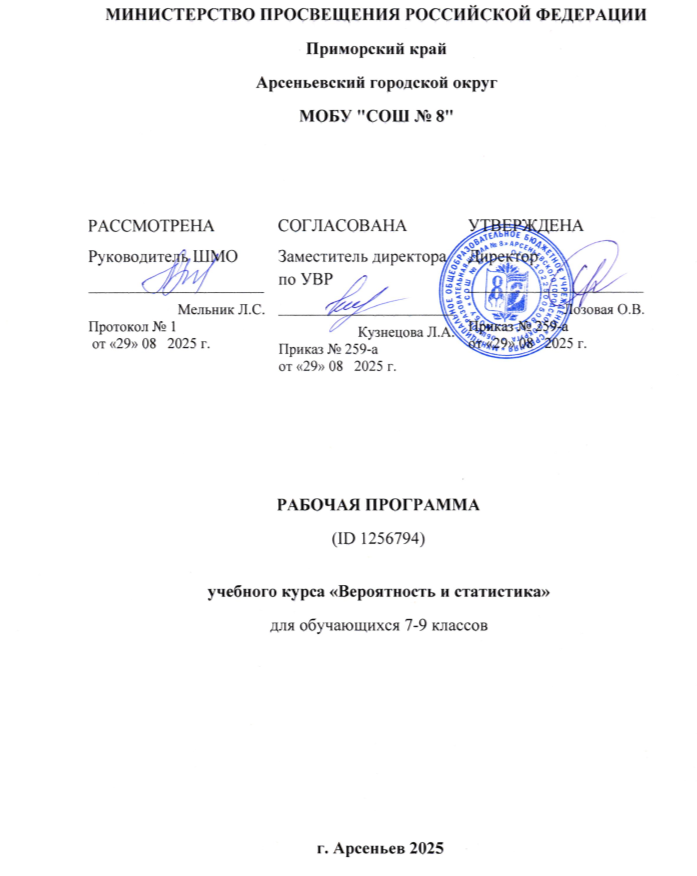 МИНИСТЕРСТВО ПРОСВЕЩЕНИЯ РОССИЙСКОЙ ФЕДЕРАЦИИ
Приморский край
Арсеньевский городской округ
МОБУ "СОШ № 8"
РАССМОТРЕНА
Руководитель ШМО
Мельник Л.С.
Протокол № 1
от «29» 08 2025 г.
СОГЛАСОВАНА
Заместитель директора
по УВР
Кузнецова Л.А.
Приказ № 259-а
от «29» 08 2025 г.
УТВЕРЖДЕНА
Директор
Лозовая О.В.
Приказ № 259-а
от «29» 08 2025 г.
РАБОЧАЯ ПРОГРАММА
(ID 1256794)
учебного курса «Вероятность и статистика»
для обучающихся 7-9 классов
г. Арсеньев 2025